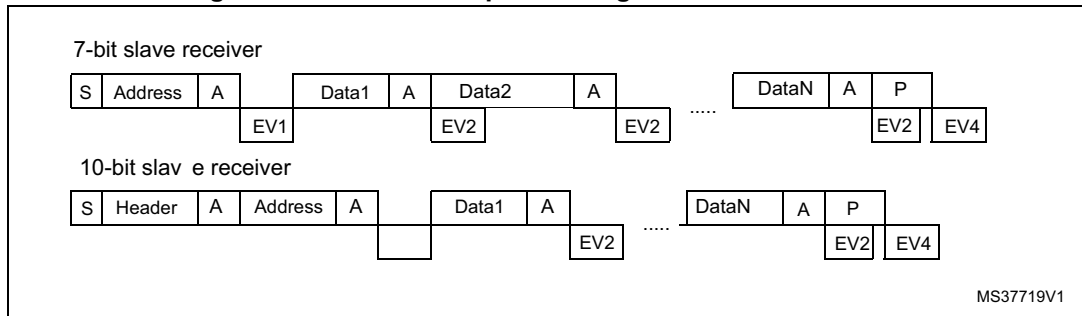 7-bit slave receiver
S Address A Data1 A Data2 A ..... DataN A P
EV1 EV2 EV2 EV2 EV4
10-bit slav e receiver
S Header A Address A Data1 A ..... DataN A P
EV2 EV2 EV4
MS37719V1